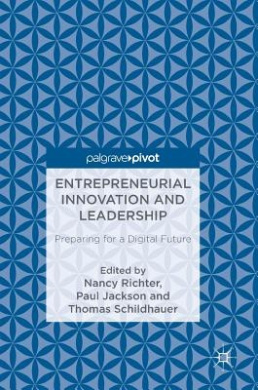 palgrave▸pivot
ENTREPRENEURIAL
INNOVATION AND
LEADERSHIP
Preparing for a Digital Future
Edited by
Nancy Richter,
Paul Jackson and
Thomas Schildhauer